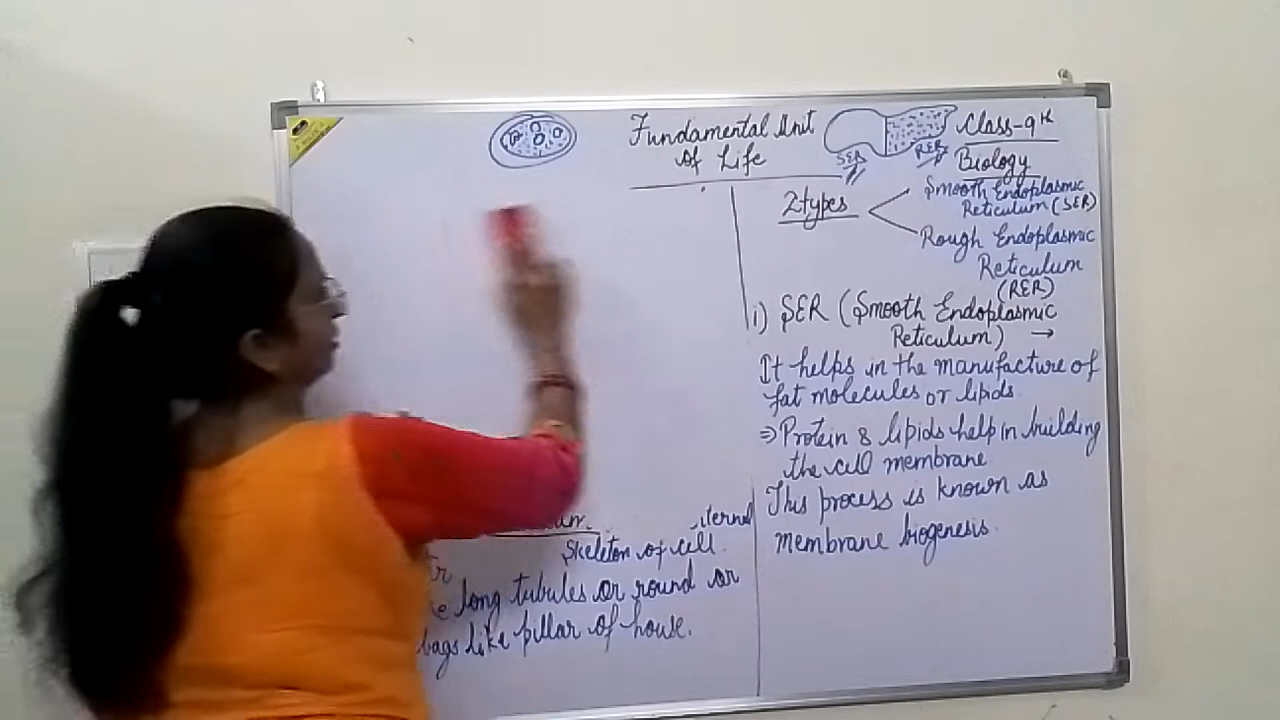 Fundamental Unit
of Life
SER
RER
Class-9th
Biology
2 types
Smooth Endoplasmic
Reticulum (SER)
Rough Endoplasmic
Reticulum
(RER)
1) SER (Smooth Endoplasmic
Reticulum) →
It helps in the manufacture of
fat molecules or lipids.
⇒ Protein & lipids help in building
the cell membrane
This process is known as
membrane biogenesis.
Skeleton of cell.
long tubules or round or
bags like pillar of house.